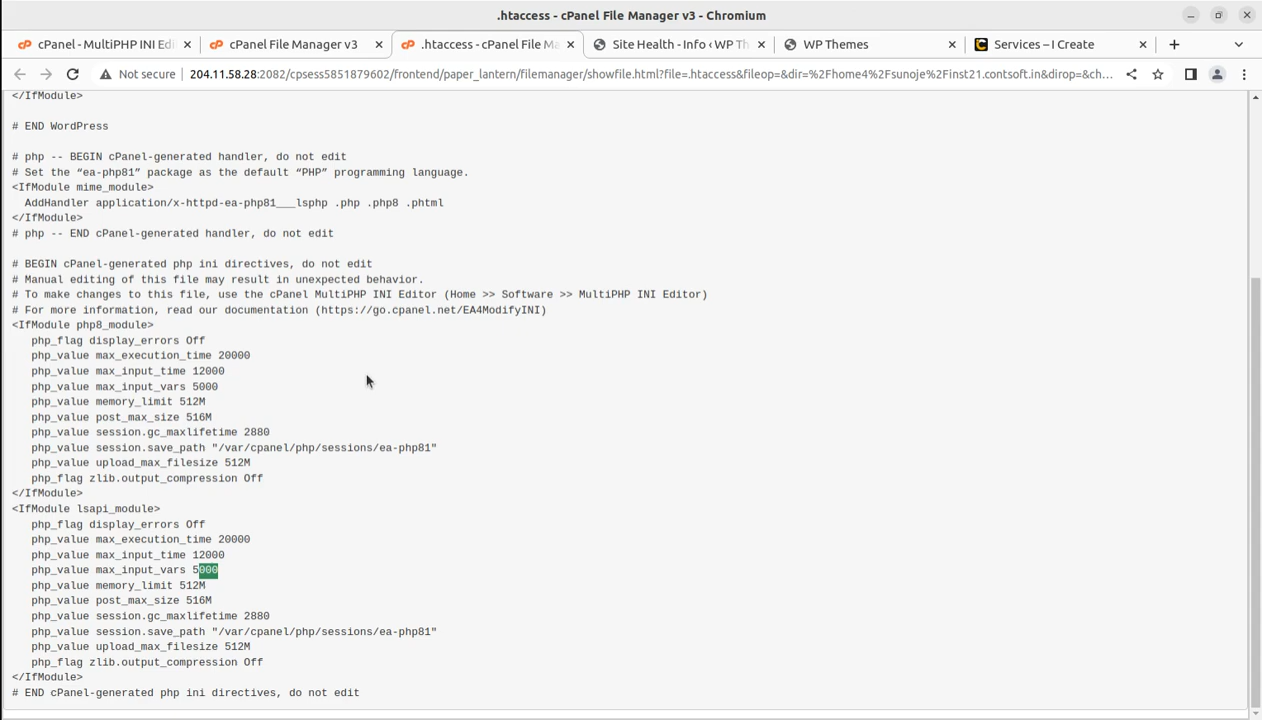 .htaccess - cPanel File Manager v3 - Chromium
cPanel - MultiPHP INI Edi
cPanel File Manager v3
.htaccess - cPanel File Ma
Site Health - Info ‹ WP Th
WP Themes
Services – I Create
Not secure
204.11.58.28:2082/cpsess5851879602/frontend/paper_lantern/filemanager/showfile.html?file=.htaccess&fileop=&dir=%2Fhome4%2Fsunoje%2Finst21.contsoft.in&dirop=&ch...
</IfModule>
# END WordPress
# php -- BEGIN cPanel-generated handler, do not edit
# Set the “ea-php81” package as the default “PHP” programming language.
<IfModule mime_module>
  AddHandler application/x-httpd-ea-php81___lsphp .php .php8 .phtml
</IfModule>
# php -- END cPanel-generated handler, do not edit
# BEGIN cPanel-generated php ini directives, do not edit
# Manual editing of this file may result in unexpected behavior.
# To make changes to this file, use the cPanel MultiPHP INI Editor (Home >> Software >> MultiPHP INI Editor)
# For more information, read our documentation (https://go.cpanel.net/EA4ModifyINI)
<IfModule php8_module>
   php_flag display_errors Off
   php_value max_execution_time 20000
   php_value max_input_time 12000
   php_value max_input_vars 5000
   php_value memory_limit 512M
   php_value post_max_size 516M
   php_value session.gc_maxlifetime 2880
   php_value session.save_path "/var/cpanel/php/sessions/ea-php81"
   php_value upload_max_filesize 512M
   php_flag zlib.output_compression Off
</IfModule>
<IfModule lsapi_module>
   php_flag display_errors Off
   php_value max_execution_time 20000
   php_value max_input_time 12000
   php_value max_input_vars 5000
   php_value memory_limit 512M
   php_value post_max_size 516M
   php_value session.gc_maxlifetime 2880
   php_value session.save_path "/var/cpanel/php/sessions/ea-php81"
   php_value upload_max_filesize 512M
   php_flag zlib.output_compression Off
</IfModule>
# END cPanel-generated php ini directives, do not edit